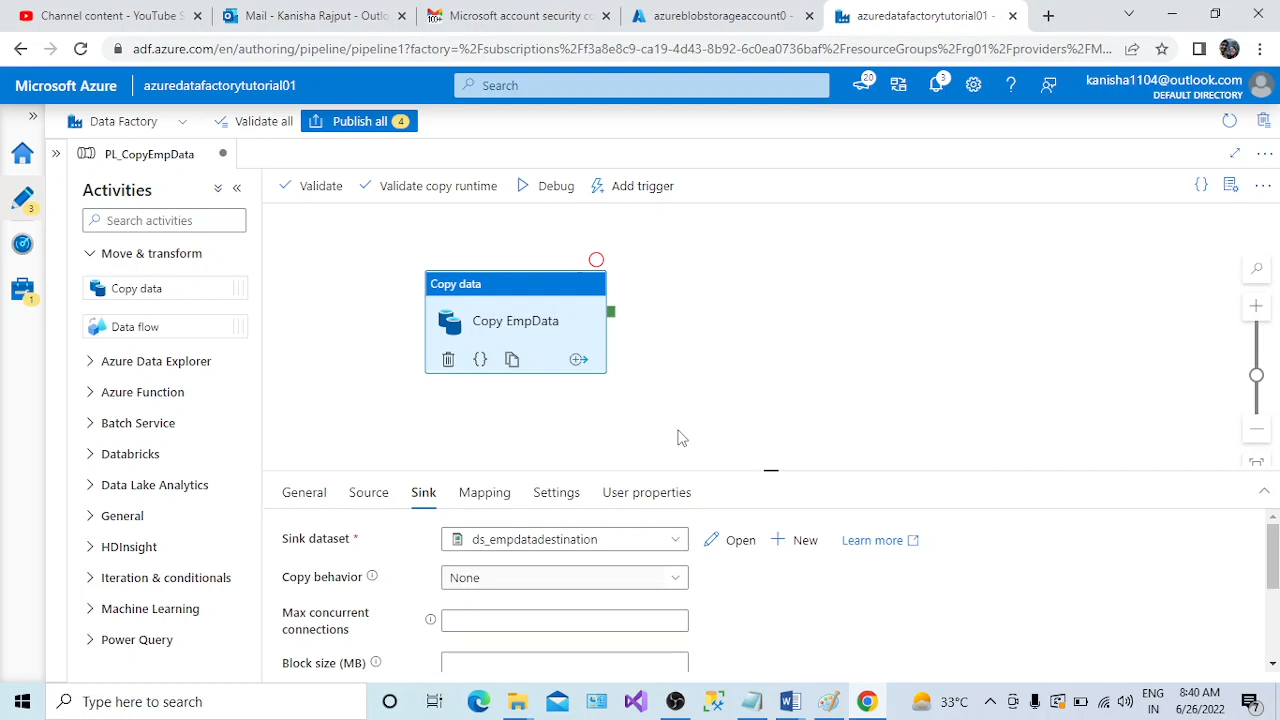 Content - YouTube S
Mail - Kanisha Rajput - Outlo
Microsoft account security c
azureblobstorageaccount0 -
azuredatafactorytutorial01 -
adf.azure.com/en/authoring/pipeline/pipeline1?factory=%2Fsubscriptions%2Ff3a8e8c9-ca19-4d43-8b92-5c0ea0736baf%2FresourceGroups%2Frg01%2Fproviders%2FM...
Microsoft Azure
azuredatafactorytutorial01
Search
20
3
kanisha1104@outlook.com
DEFAULT DIRECTORY
Data Factory
Validate all
Publish all
4
PL_CopyEmpData
Activities
Search activities
Move & transform
Copy data
Data flow
Azure Data Explorer
Azure Function
Batch Service
Databricks
Data Lake Analytics
General
HDInsight
Iteration & conditionals
Machine Learning
Power Query
3
1
Validate
Validate copy runtime
Debug
Add trigger
Copy data
Copy EmpData
General
Source
Sink
Mapping
Settings
User properties
Sink dataset *
ds_empdatadestination
Open
New
Learn more
Copy behavior
None
Max concurrent
connections
Block size (MB)
Type here to search
33°C
ENG
IN
8:40 AM
6/26/2022
7